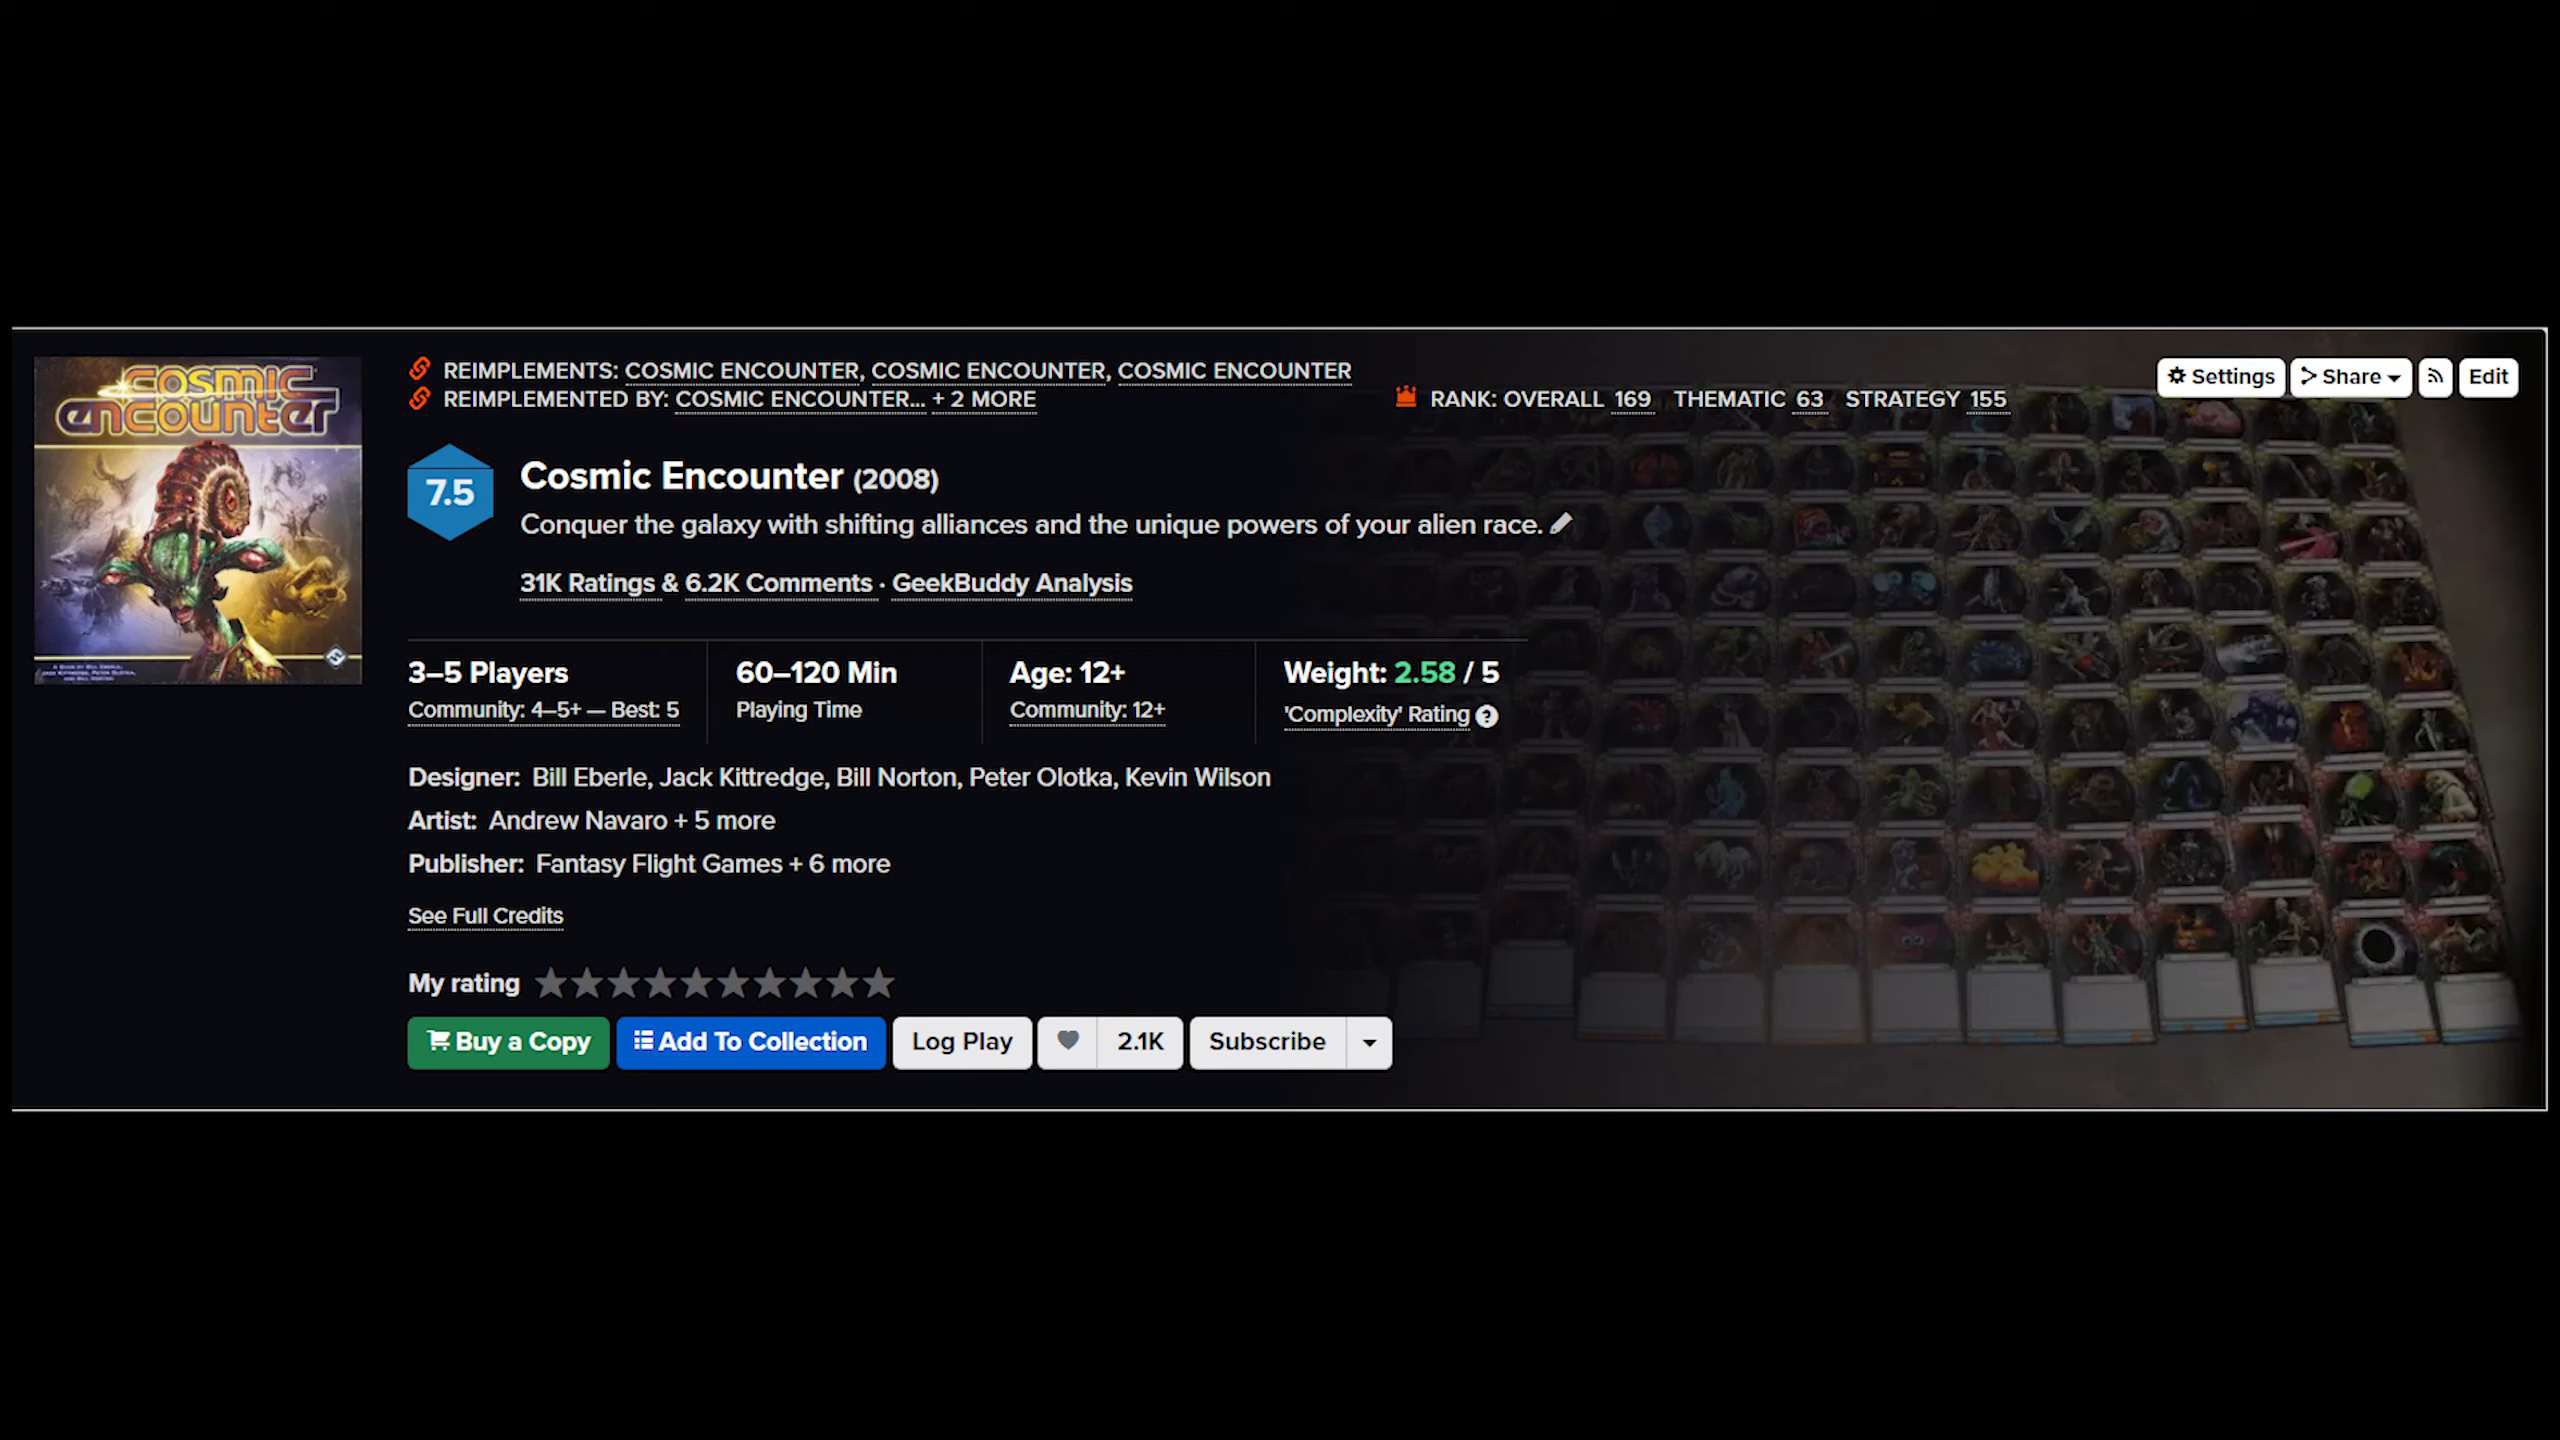 COSMIC
encounter
REIMPLEMENTS: COSMIC ENCOUNTER, COSMIC ENCOUNTER, COSMIC ENCOUNTER
REIMPLEMENTED BY: COSMIC ENCOUNTER... + 2 MORE
RANK: OVERALL 169 THEMATIC 63 STRATEGY 155
Settings Share Edit
7.5
Cosmic Encounter (2008)
Conquer the galaxy with shifting alliances and the unique powers of your alien race.
31K Ratings & 6.2K Comments · GeekBuddy Analysis
3–5 Players
Community: 4–5+ — Best: 5
60–120 Min
Playing Time
Age: 12+
Community: 12+
Weight: 2.58 / 5
'Complexity' Rating ?
Designer: Bill Eberle, Jack Kittredge, Bill Norton, Peter Olotka, Kevin Wilson
Artist: Andrew Navaro + 5 more
Publisher: Fantasy Flight Games + 6 more
See Full Credits
My rating
Buy a Copy Add To Collection Log Play 2.1K Subscribe